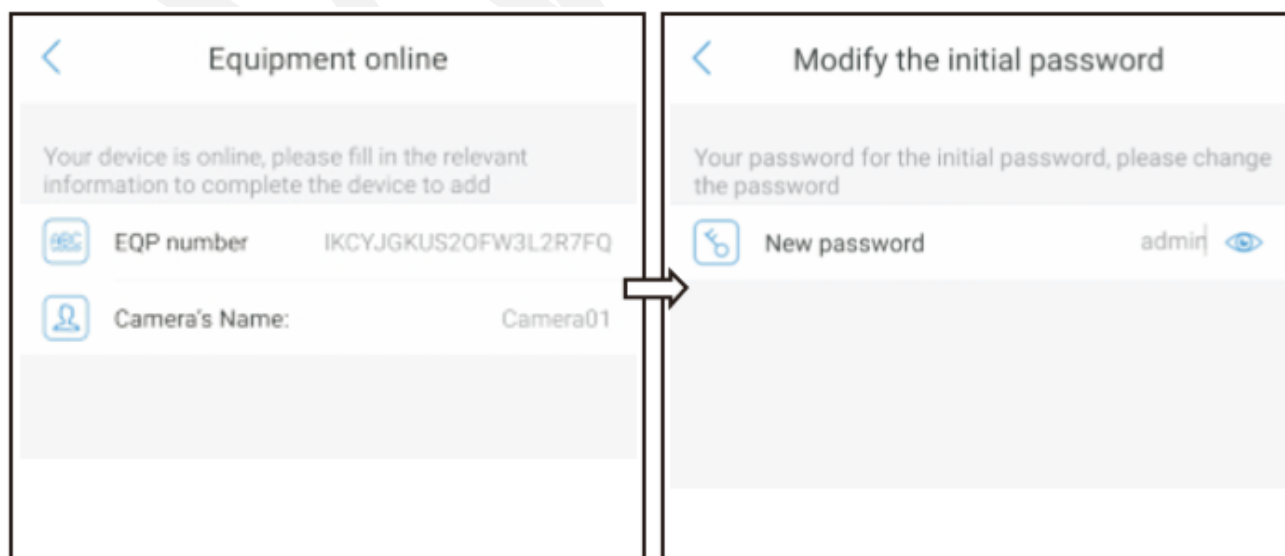 Equipment online
Your device is online, please fill in the relevant
information to complete the device to add
EQP number IKCYJGKUS2OFW3L2R7FQ
Camera's Name: Camera01
Modify the initial password
Your password for the initial password, please change
the password
New password admin